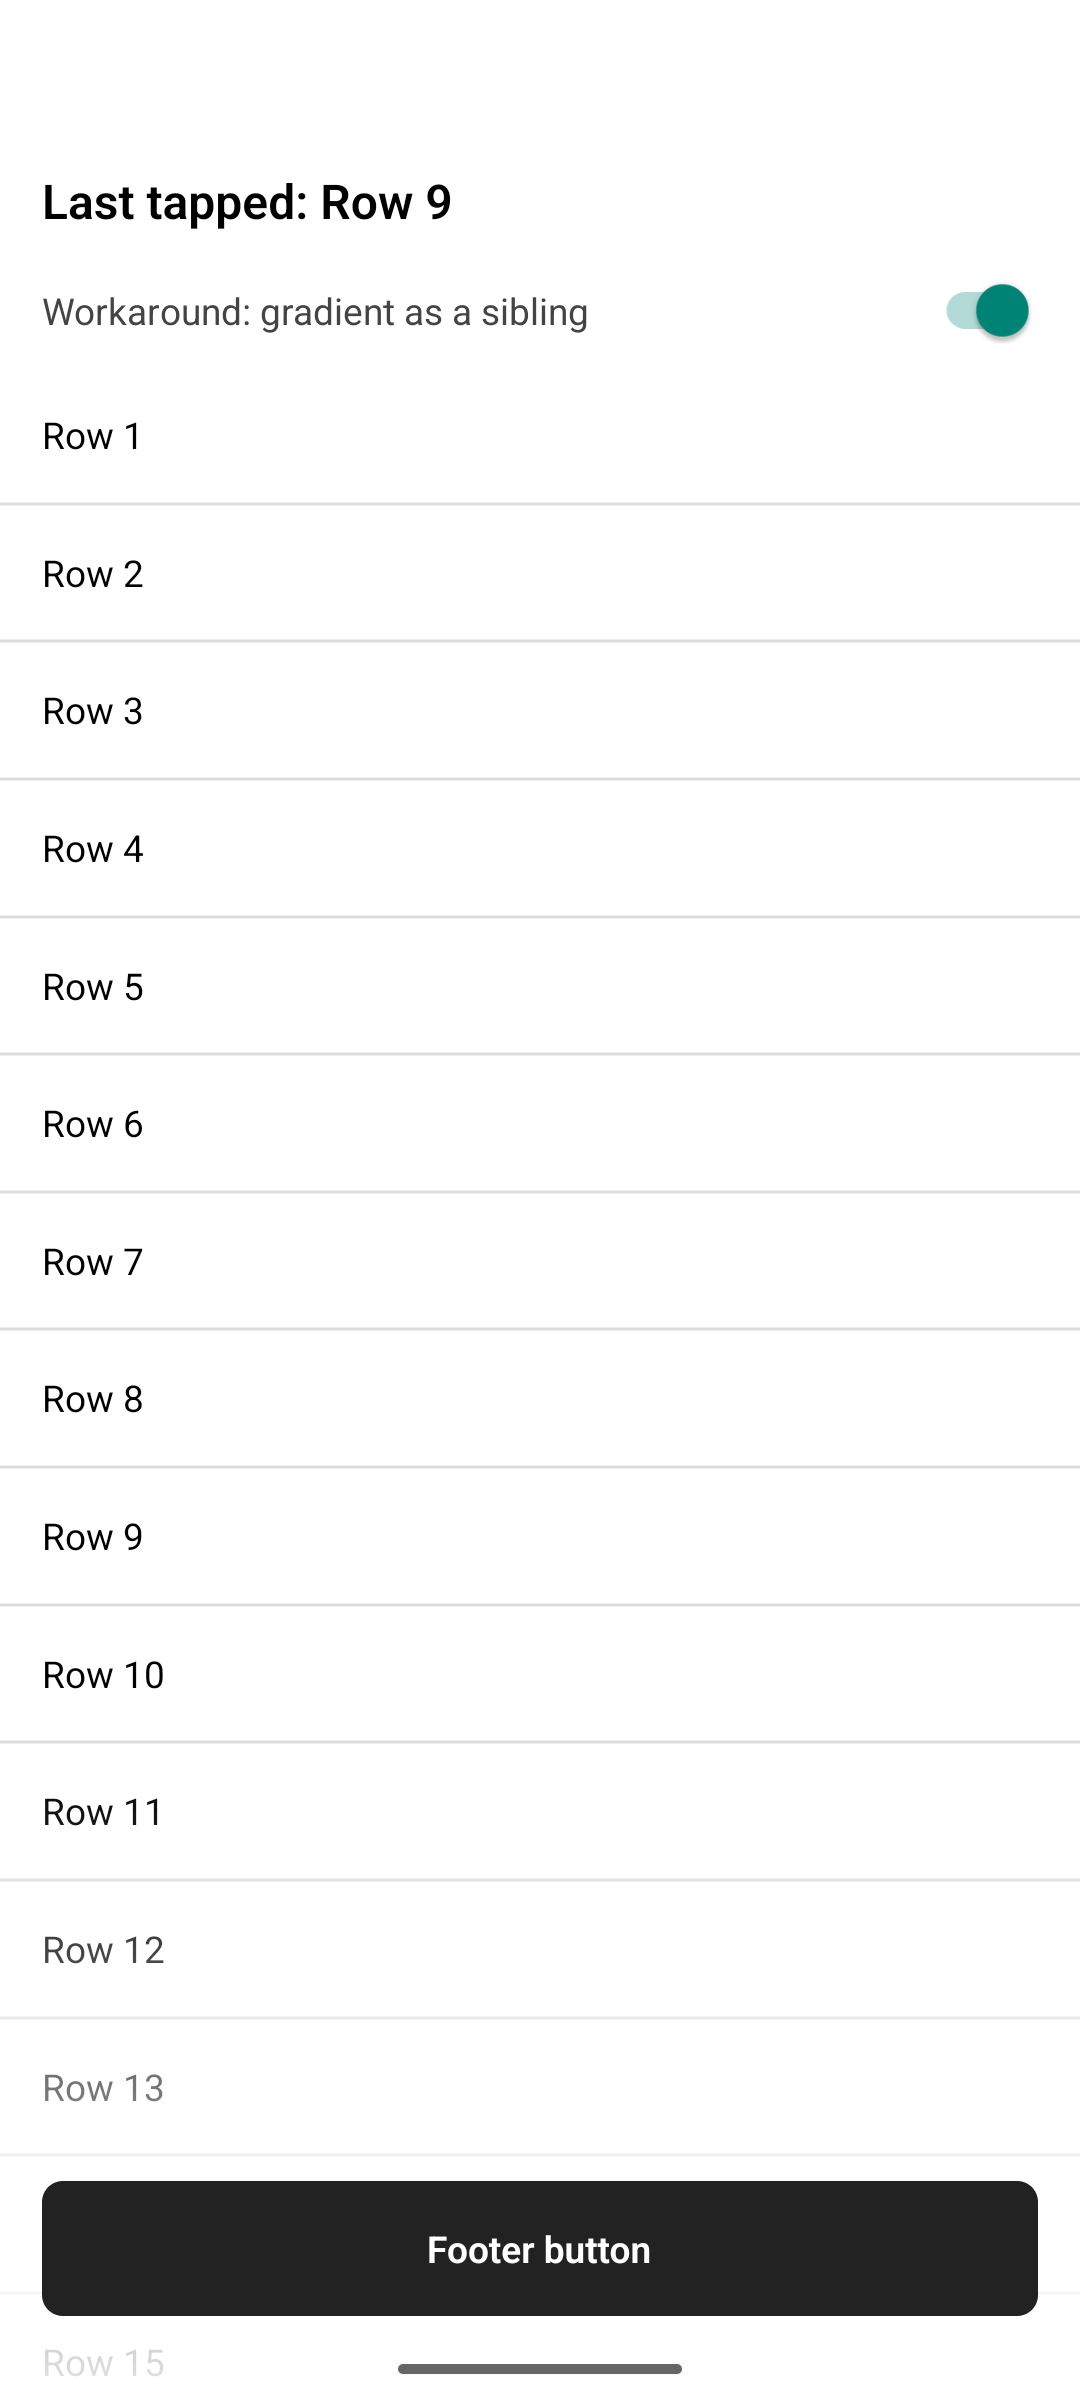 Last tapped: Row 9
Workaround: gradient as a sibling
Row 1
Row 2
Row 3
Row 4
Row 5
Row 6
Row 7
Row 8
Row 9
Row 10
Row 11
Row 12
Row 13
Footer button
Row 15